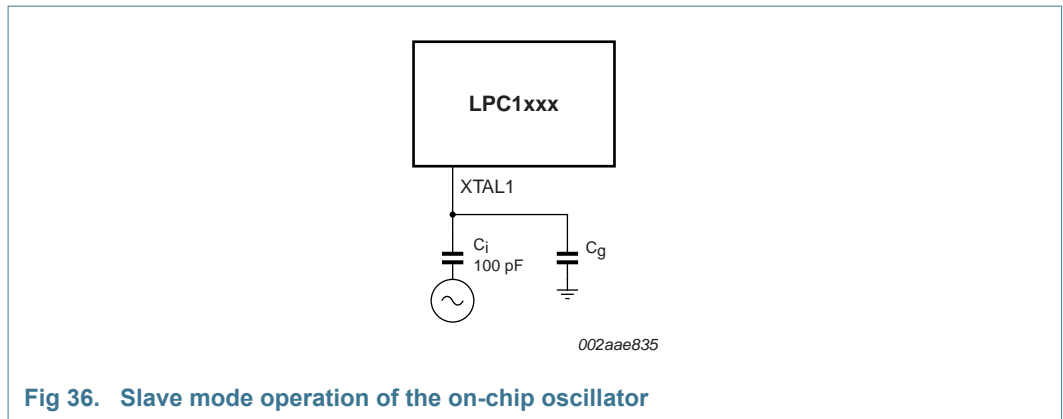 LPC1xxx
XTAL1
Ci
100 pF
Cg
002aae835
Fig 36. Slave mode operation of the on-chip oscillator